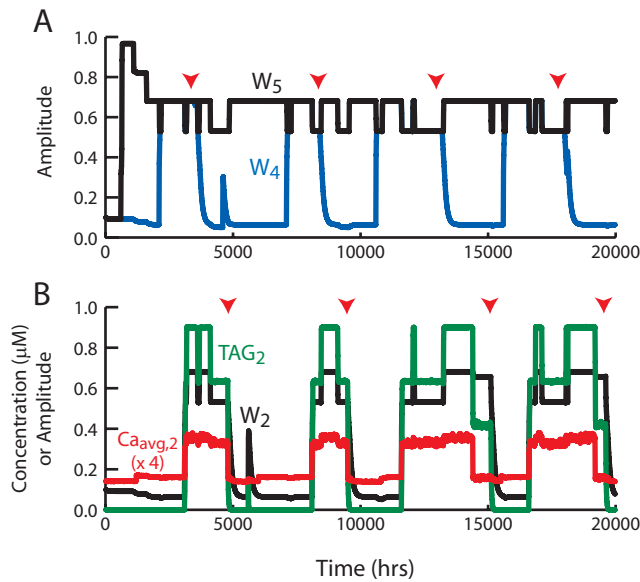 A
Amplitude
1.0
0.8
0.6
0.4
0.2
0.0
W5
W4
0
5000
10000
15000
20000
B
Concentration (μM)
or Amplitude
1.0
0.8
0.6
0.4
0.2
0.0
TAG2
W2
Caavg,2
(x 4)
0
5000
10000
15000
20000
Time (hrs)